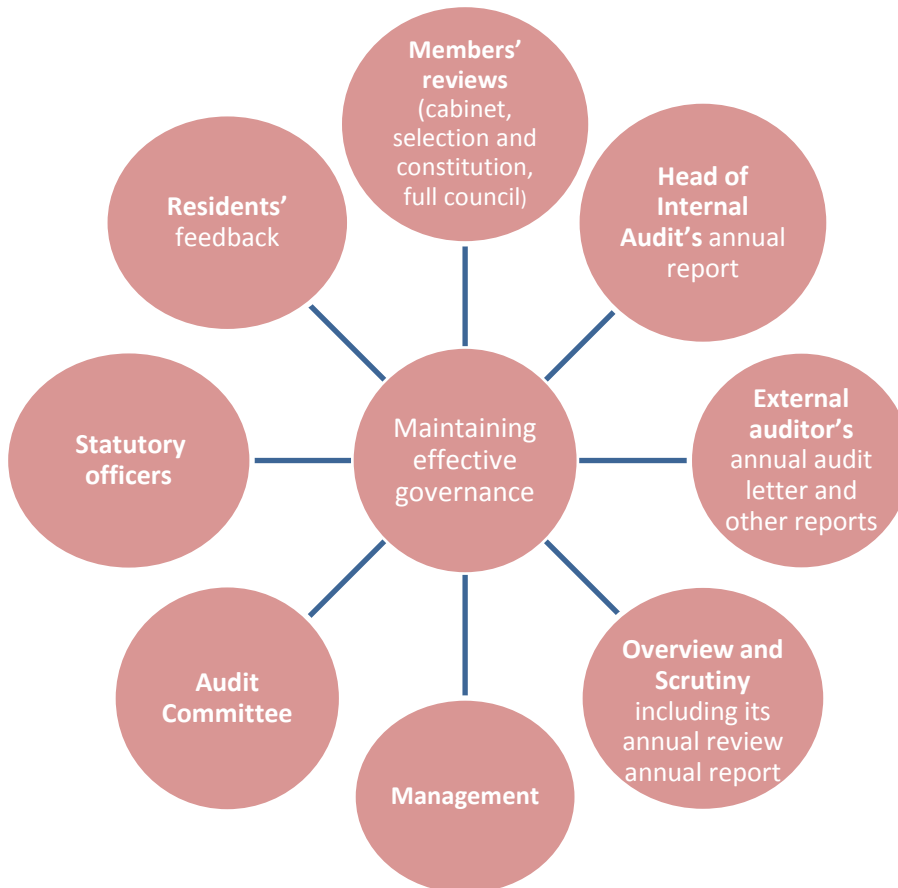 Members'
reviews
(cabinet,
selection and
constitution,
full council)
Head of
Internal
Audit's annual
report
External
auditor's
annual audit
letter and
other reports
Overview and
Scrutiny
including its
annual review
annual report
Management
Audit
Committee
Statutory
officers
Residents'
feedback
Maintaining
effective
governance